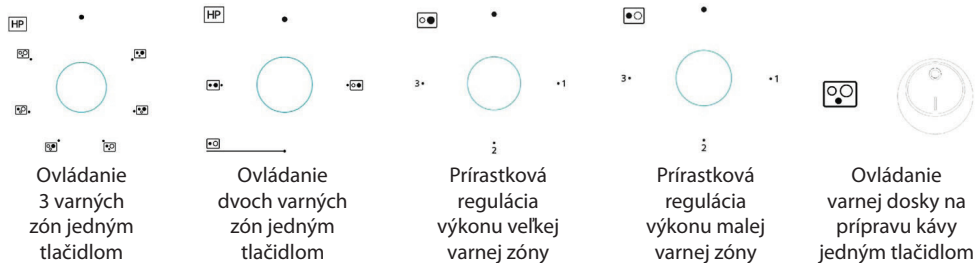 HP
HP
3
1
2
3
1
2
Ovládanie
3 varných
zón jedným
tlačidlom
Ovládanie
dvoch varných
zón jedným
tlačidlom
Prírastková
regulácia
výkonu veľkej
varnej zóny
Prírastková
regulácia
výkonu malej
varnej zóny
Ovládanie
varnej dosky na
prípravu kávy
jedným tlačidlom